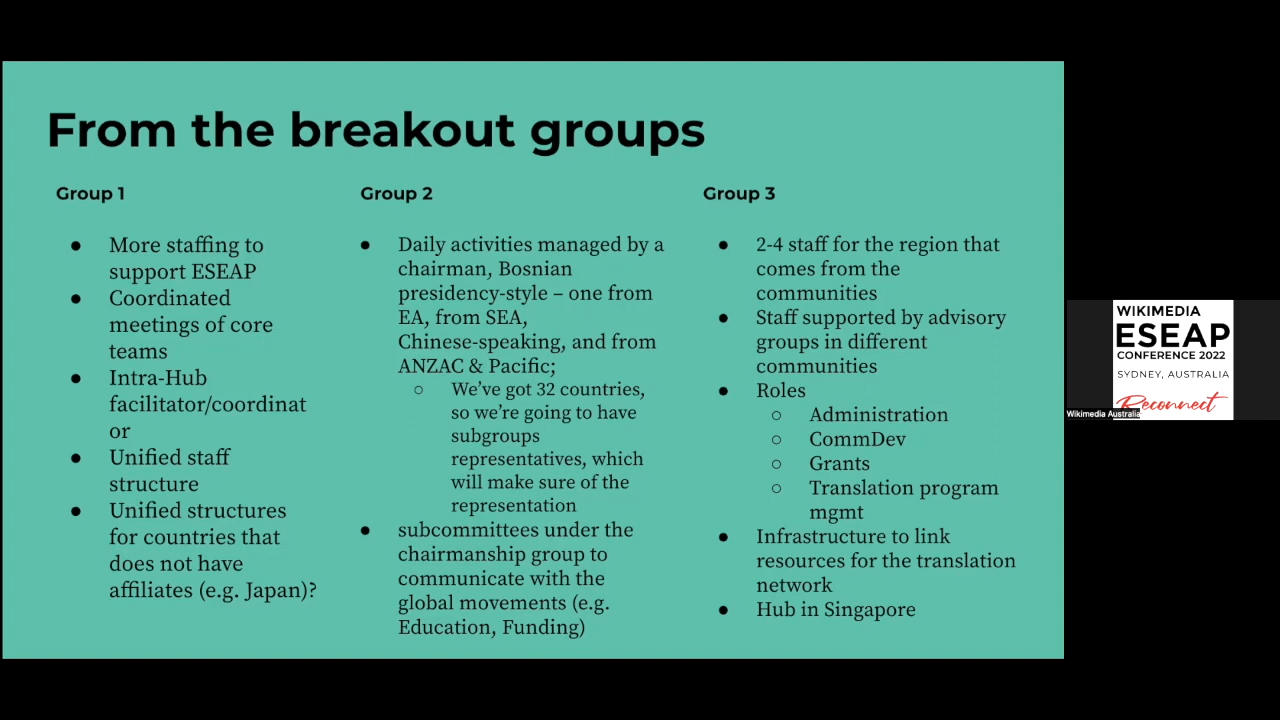 From the breakout groups
Group 1
● More staffing to
support ESEAP
● Coordinated
meetings of core
teams
● Intra-Hub
facilitator/coordinat
or
● Unified staff
structure
● Unified structures
for countries that
does not have
affiliates (e.g. Japan)?
Group 2
● Daily activities managed by a
chairman, Bosnian
presidency-style – one from
EA, from SEA,
Chinese-speaking, and from
ANZAC & Pacific;
○ We’ve got 32 countries,
so we’re going to have
subgroups
representatives, which
will make sure of the
representation
● subcommittees under the
chairmanship group to
communicate with the
global movements (e.g.
Education, Funding)
Group 3
● 2-4 staff for the region that
comes from the
communities
● Staff supported by advisory
groups in different
communities
● Roles
○ Administration
○ CommDev
○ Grants
○ Translation program
mgmt
● Infrastructure to link
resources for the translation
network
● Hub in Singapore
WIKIMEDIA
ESEAP
CONFERENCE 2022
SYDNEY, AUSTRALIA
Reconnect
Wikimedia Australia